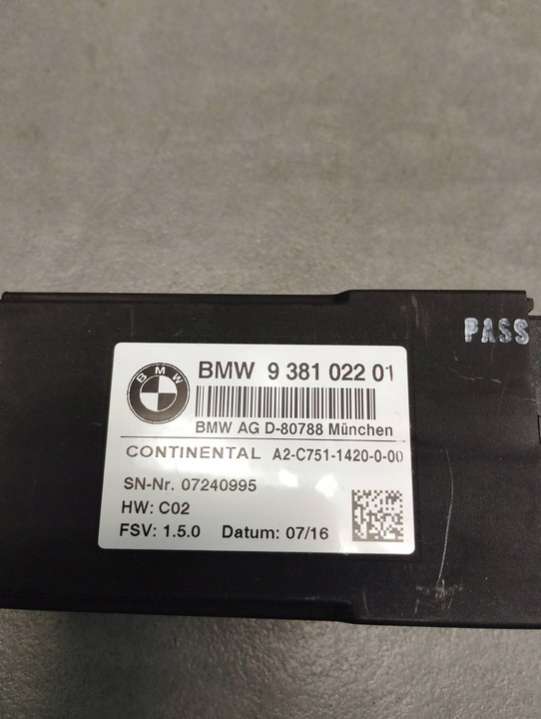 PASS
BMW
BMW 9 381 022 01
BMW AG D-80788 München
CONTINENTAL A2-C751-1420-0-00
SN-Nr. 07240995
HW: C02
FSV: 1.5.0 Datum: 07/16